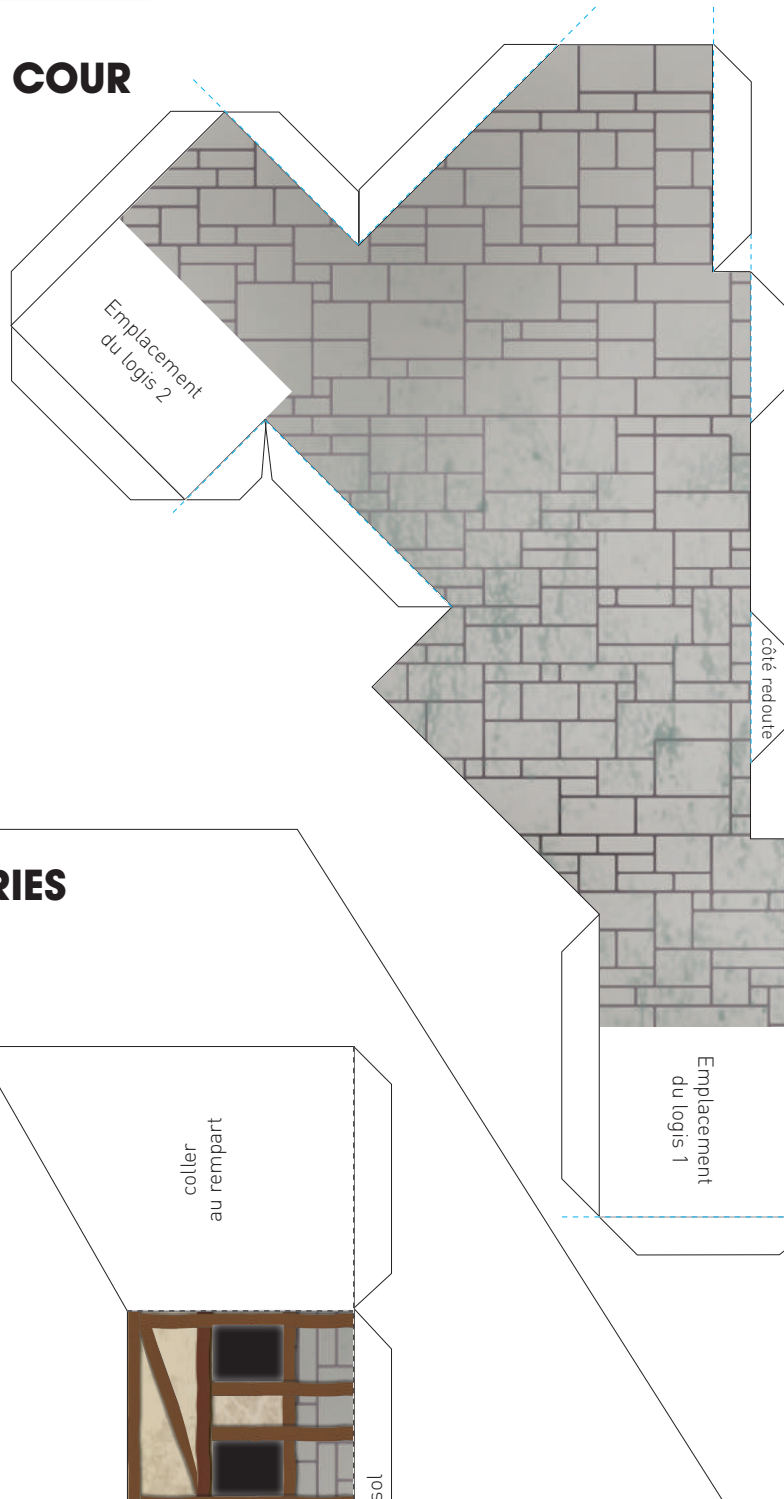 COUR
Emplacement
du logis 2
côté redoute
RIES
Emplacement
du logis 1
coller
au rempart
sol